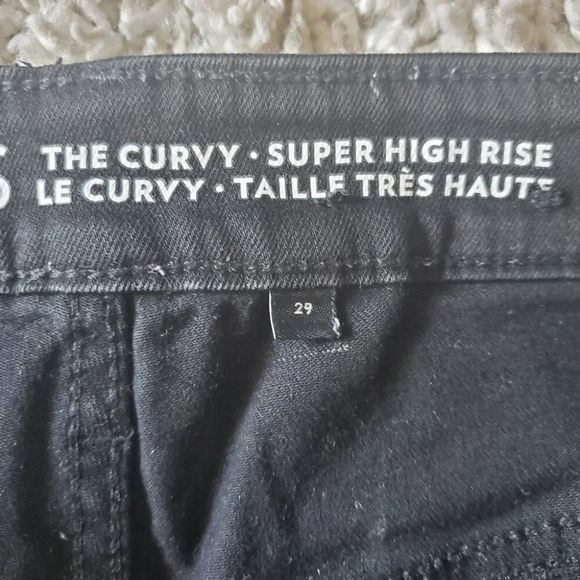 THE CURVY · SUPER HIGH RISE
LE CURVY · TAILLE TRÈS HAUTE
29